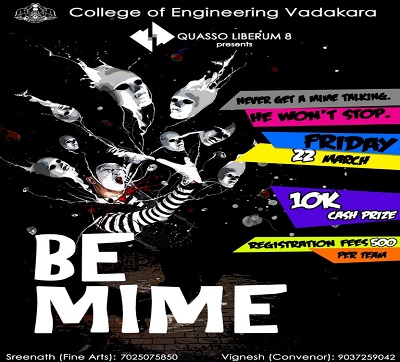 College of Engineering Vadakara
QUASSO LIBERUM 8
presents
NEVER GET A MIME TALKING.
HE WON'T STOP.
FRIDAY
22 MARCH
10K
CASH PRIZE
REGISTRATION FEES 500
PER TEAM
BE
MIME
Sreenath (Fine Arts): 7025075850 Vignesh (Convenor): 9037259042